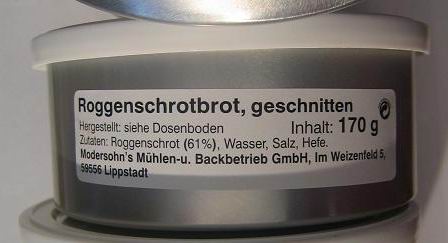 Roggenschrotbrot, geschnitten
Hergestellt: siehe Dosenboden Inhalt: 170 g
Zutaten: Roggenschrot (61%), Wasser, Salz, Hefe.
Modersohn's Mühlen-u. Backbetrieb GmbH, Im Weizenfeld 5,
59556 Lippstadt